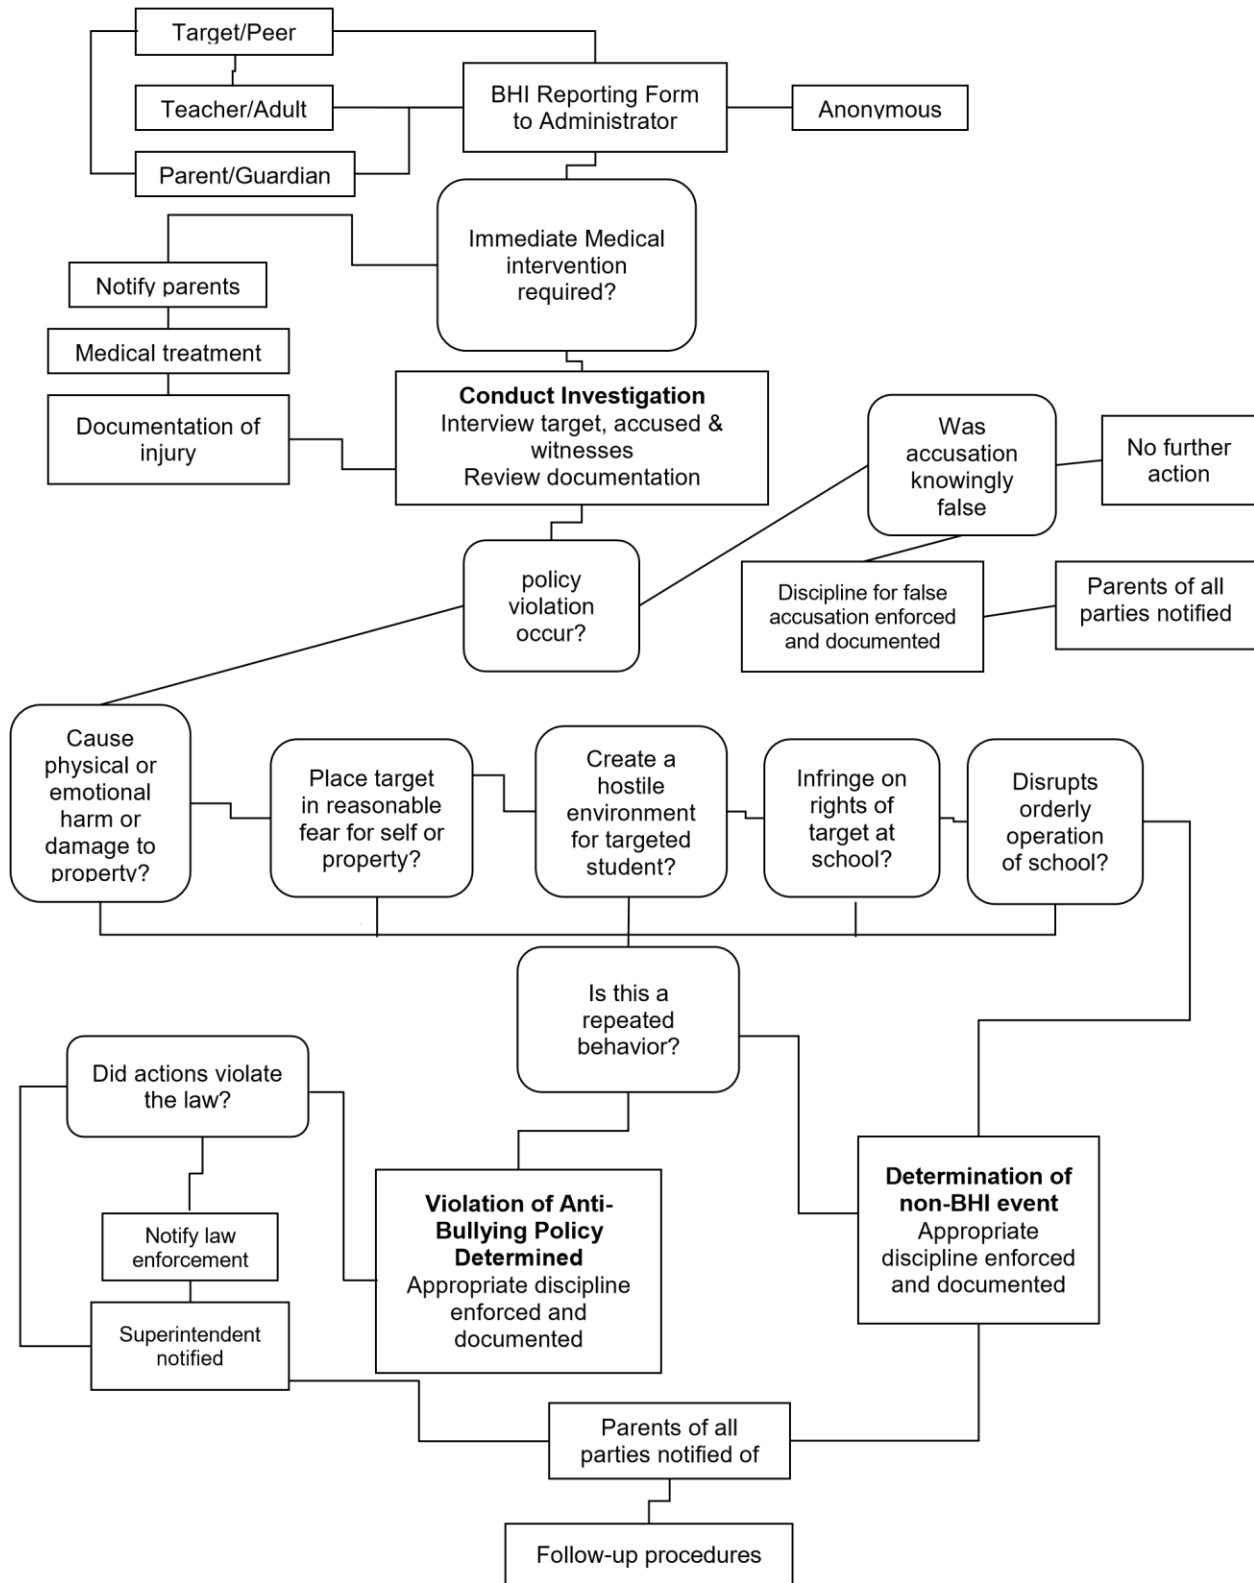 Target/Peer
Teacher/Adult
Parent/Guardian
BHI Reporting Form
to Administrator
Anonymous
Immediate Medical
intervention
required?
Notify parents
Medical treatment
Documentation of
injury
Conduct Investigation
Interview target, accused &
witnesses
Review documentation
Was
accusation
knowingly
false
No further
action
policy
violation
occur?
Discipline for false
accusation enforced
and documented
Parents of all
parties notified
Cause
physical or
emotional
harm or
damage to
property?
Place target
in reasonable
fear for self or
property?
Create a
hostile
environment
for targeted
student?
Infringe on
rights of
target at
school?
Disrupts
orderly
operation
of school?
Is this a
repeated
behavior?
Did actions violate
the law?
Notify law
enforcement
Superintendent
notified
Violation of Anti-
Bullying Policy
Determined
Appropriate discipline
enforced and
documented
Determination of
non-BHI event
Appropriate
discipline enforced
and documented
Parents of all
parties notified of
Follow-up procedures